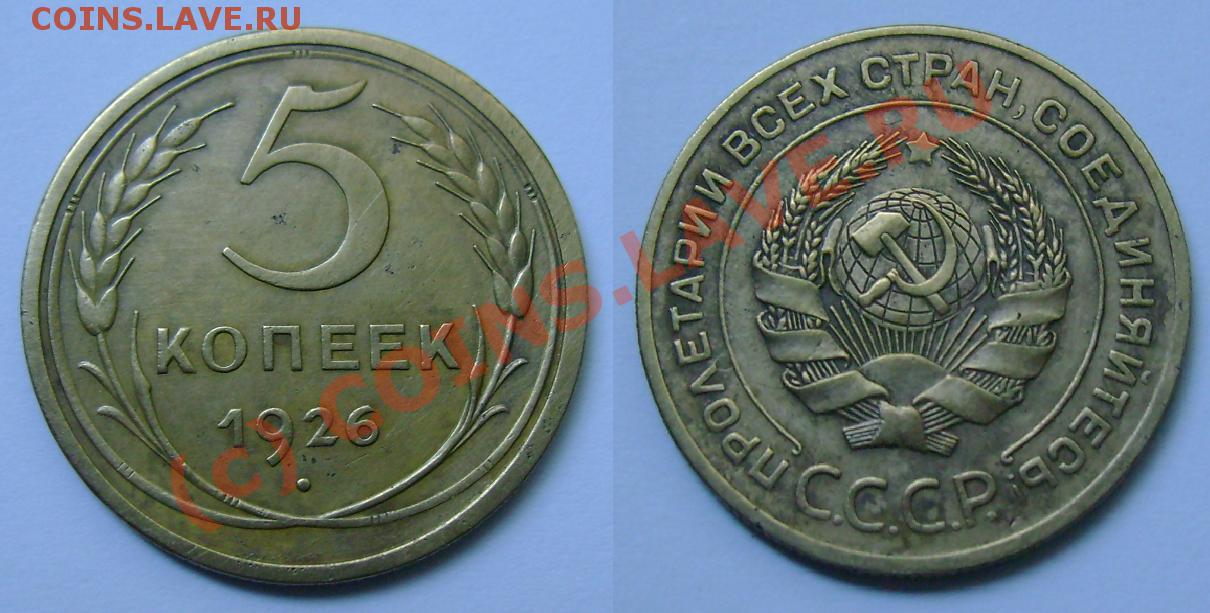 COINS.LAVE.RU
5
КОПЕЕК
1926
ПРОЛЕТАРИИ ВСЕХ СТРАН, СОЕДИНЯЙТЕСЬ!
С.С.С.Р.
(c) COINS.LAVE.RU